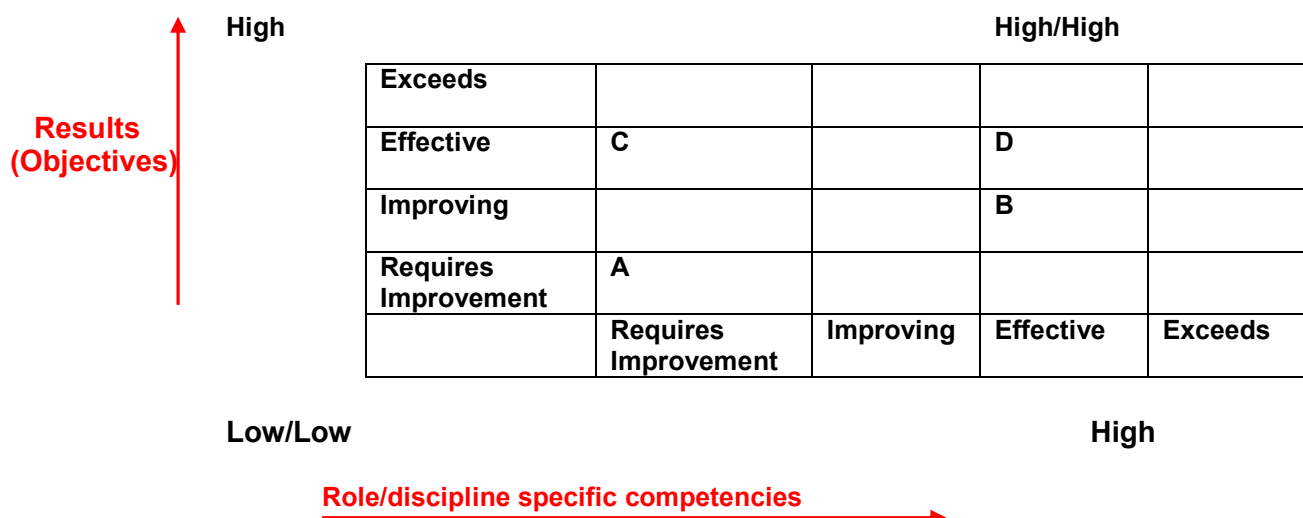 High High/High
Exceeds
Results
(Objectives)
Effective C D
Improving B
Requires A
Improvement
Requires Improving Effective Exceeds
Improvement
Low/Low High
Role/discipline specific competencies